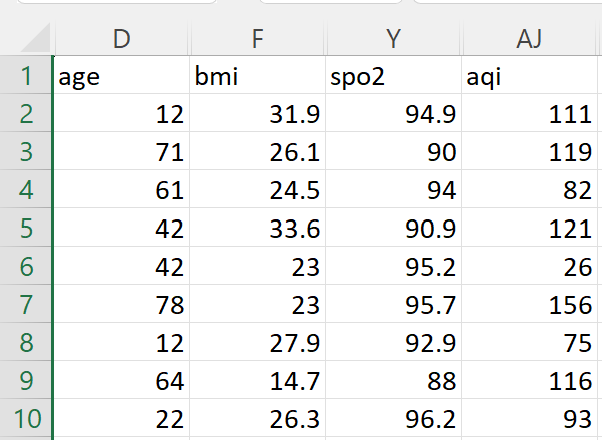 D F Y AJ
1 age bmi spo2 aqi
2 12 31.9 94.9 111
3 71 26.1 90 119
4 61 24.5 94 82
5 42 33.6 90.9 121
6 42 23 95.2 26
7 78 23 95.7 156
8 12 27.9 92.9 75
9 64 14.7 88 116
10 22 26.3 96.2 93